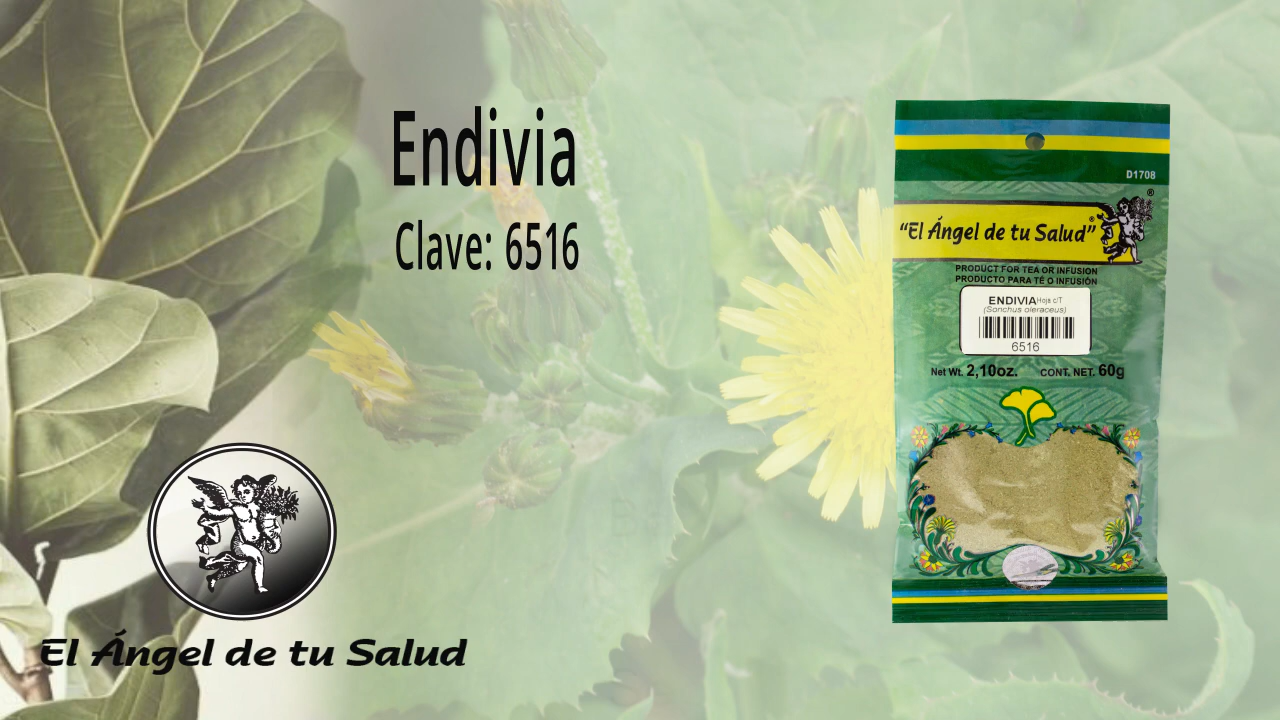 Endivia
Clave: 6516
D1708
®
“El Ángel de tu Salud”®
PRODUCT FOR TEA OR INFUSION
PRODUCTO PARA TÉ O INFUSIÓN
ENDIVIA Hoja c/T
(Sonchus oleraceus)
6516
Net Wt. 2,10oz. CONT. NET. 60g
El Ángel de tu Salud